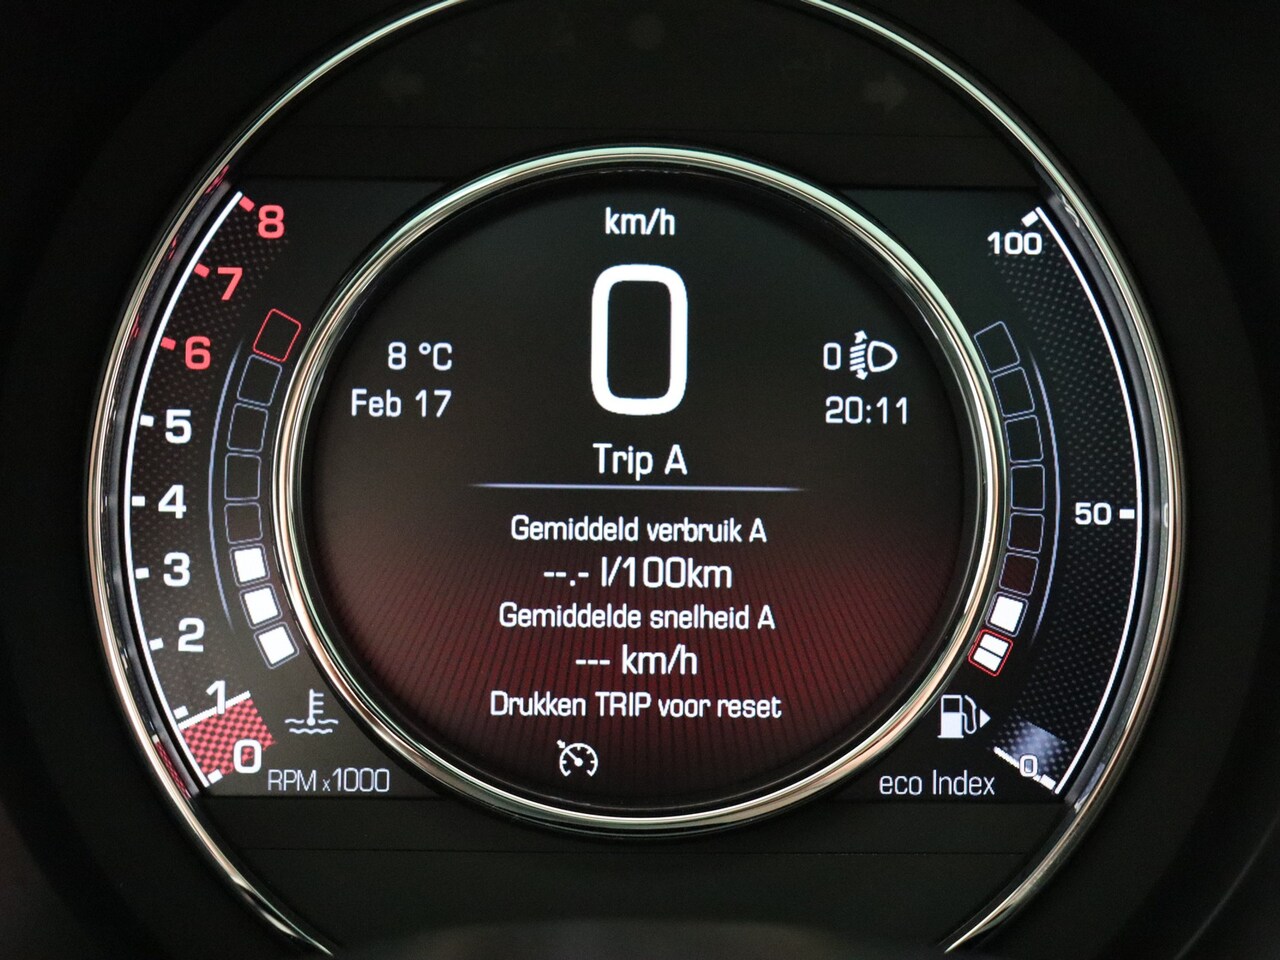 km/h
0
8 °C
Feb 17
0
20:11
Trip A
Gemiddeld verbruik A
--.- l/100km
Gemiddelde snelheid A
--- km/h
Drukken TRIP voor reset
8
7
6
5
4
3
2
1
0
RPM x1000
100
50
0
eco Index